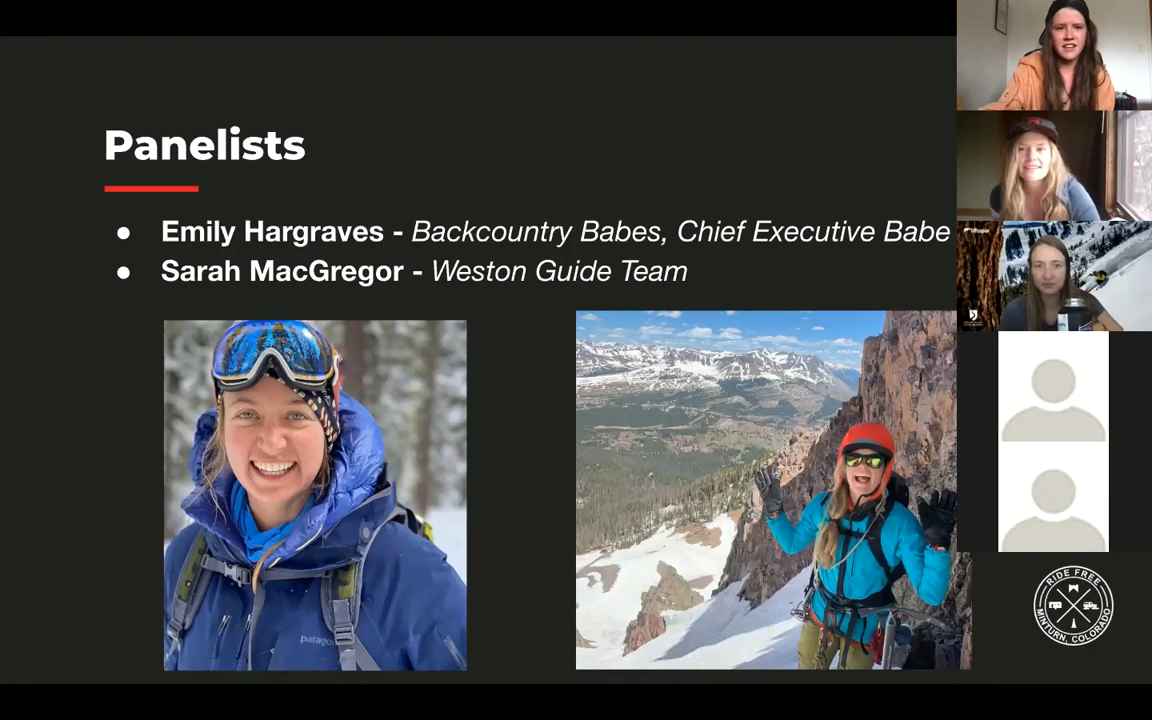 Panelists
● Emily Hargraves - Backcountry Babes, Chief Executive Babe
● Sarah MacGregor - Weston Guide Team
patagonia
RIDE FREE
MINTURN, COLORADO